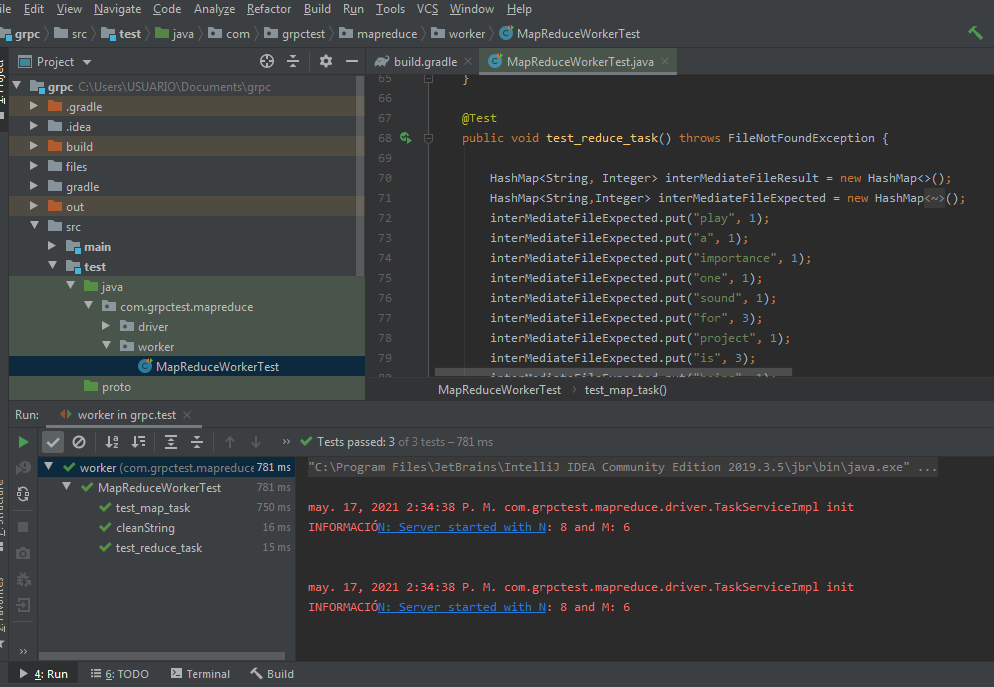 File Edit View Navigate Code Analyze Refactor Build Run Tools VCS Window Help
grpc src test java com grpctest mapreduce worker MapReduceWorkerTest
Project
build.gradle MapReduceWorkerTest.java
grpc C:\Users\USUARIO\Documents\grpc
.gradle
.idea
build
files
gradle
out
src
main
test
java
com.grpctest.mapreduce
driver
worker
MapReduceWorkerTest
proto
65 }
66
67 @Test
68 public void test_reduce_task() throws FileNotFoundException {
69
70 HashMap<String, Integer> interMediateFileResult = new HashMap<>();
71 HashMap<String,Integer> interMediateFileExpected = new HashMap<~>();
72 interMediateFileExpected.put("play", 1);
73 interMediateFileExpected.put("a", 1);
74 interMediateFileExpected.put("importance", 1);
75 interMediateFileExpected.put("one", 1);
76 interMediateFileExpected.put("sound", 1);
77 interMediateFileExpected.put("for", 3);
78 interMediateFileExpected.put("project", 1);
79 interMediateFileExpected.put("is", 3);
MapReduceWorkerTest › test_map_task()
Run: worker in grpc.test
» Tests passed: 3 of 3 tests – 781 ms
worker (com.grpctest.mapreduce 781 ms
MapReduceWorkerTest 781 ms
test_map_task 750 ms
cleanString 16 ms
test_reduce_task 15 ms
"C:\Program Files\JetBrains\IntelliJ IDEA Community Edition 2019.3.5\jbr\bin\java.exe" ...
may. 17, 2021 2:34:38 P. M. com.grpctest.mapreduce.driver.TaskServiceImpl init
INFORMACIÓN: Server started with N: 8 and M: 6
may. 17, 2021 2:34:38 P. M. com.grpctest.mapreduce.driver.TaskServiceImpl init
INFORMACIÓN: Server started with N: 8 and M: 6
»
4: Run 6: TODO Terminal Build